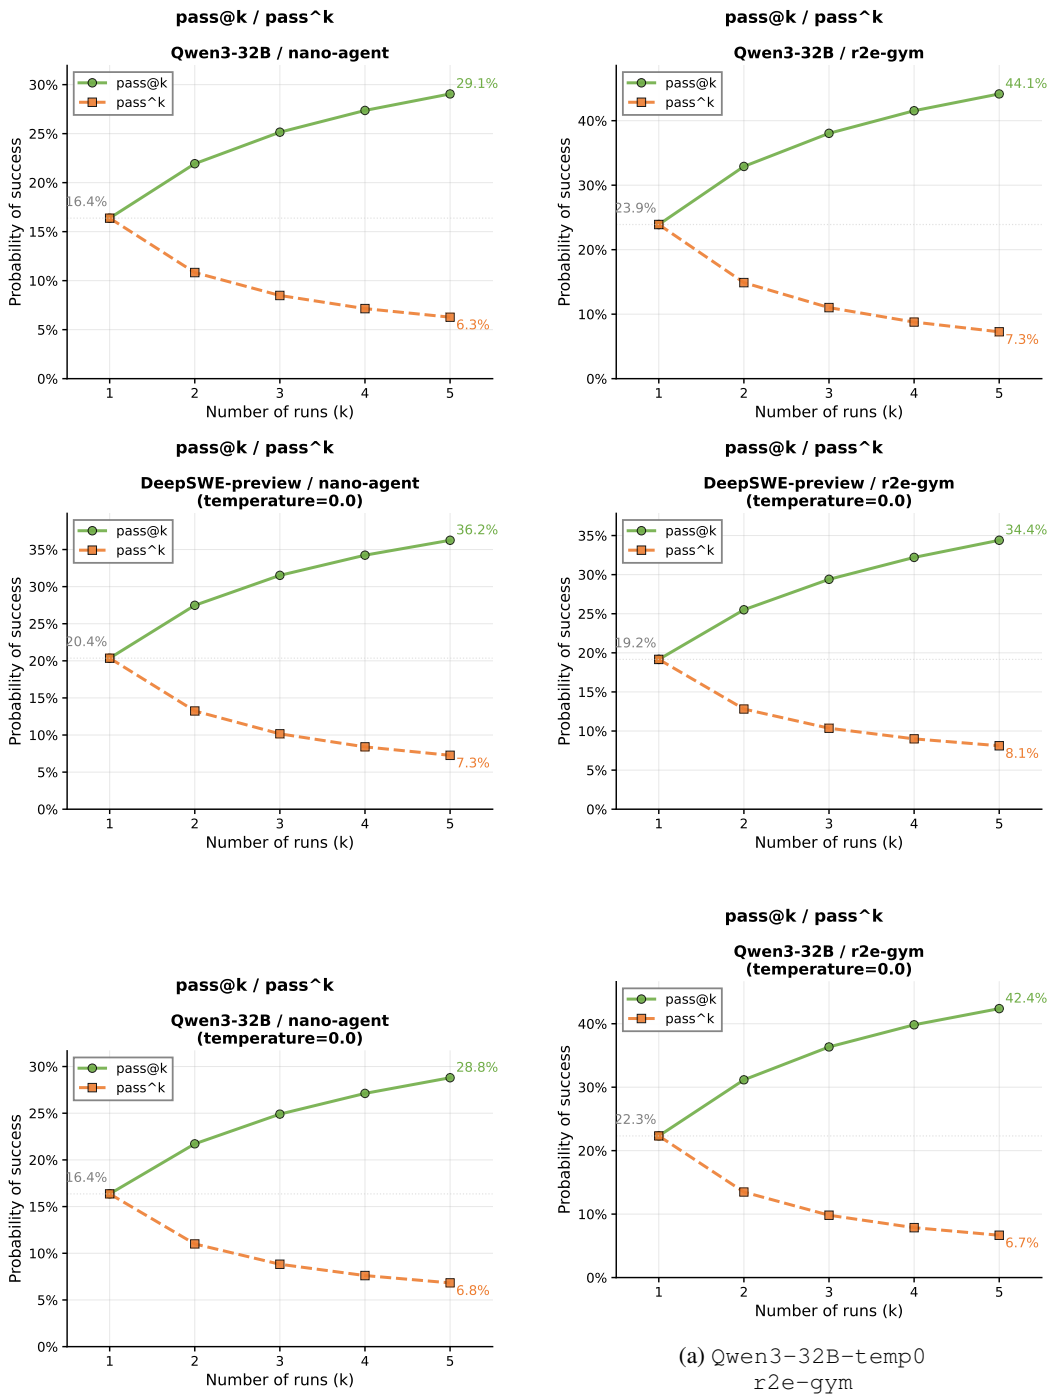 pass@k / pass^k
Qwen3-32B / nano-agent
pass@k
pass^k
Probability of success
30%
25%
20%
15%
10%
5%
0%
16.4%
29.1%
6.3%
1 2 3 4 5
Number of runs (k)
pass@k / pass^k
Qwen3-32B / r2e-gym
pass@k
pass^k
Probability of success
40%
30%
20%
10%
0%
23.9%
44.1%
7.3%
1 2 3 4 5
Number of runs (k)
pass@k / pass^k
DeepSWE-preview / nano-agent
(temperature=0.0)
pass@k
pass^k
Probability of success
35%
30%
25%
20%
15%
10%
5%
0%
20.4%
36.2%
7.3%
1 2 3 4 5
Number of runs (k)
pass@k / pass^k
DeepSWE-preview / r2e-gym
(temperature=0.0)
pass@k
pass^k
Probability of success
35%
30%
25%
20%
15%
10%
5%
0%
19.2%
34.4%
8.1%
1 2 3 4 5
Number of runs (k)
pass@k / pass^k
Qwen3-32B / nano-agent
(temperature=0.0)
pass@k
pass^k
Probability of success
30%
25%
20%
15%
10%
5%
0%
16.4%
28.8%
6.8%
1 2 3 4 5
Number of runs (k)
pass@k / pass^k
Qwen3-32B / r2e-gym
(temperature=0.0)
pass@k
pass^k
Probability of success
40%
30%
20%
10%
0%
22.3%
42.4%
6.7%
1 2 3 4 5
Number of runs (k)
(a) Qwen3-32B-temp0
r2e-gym